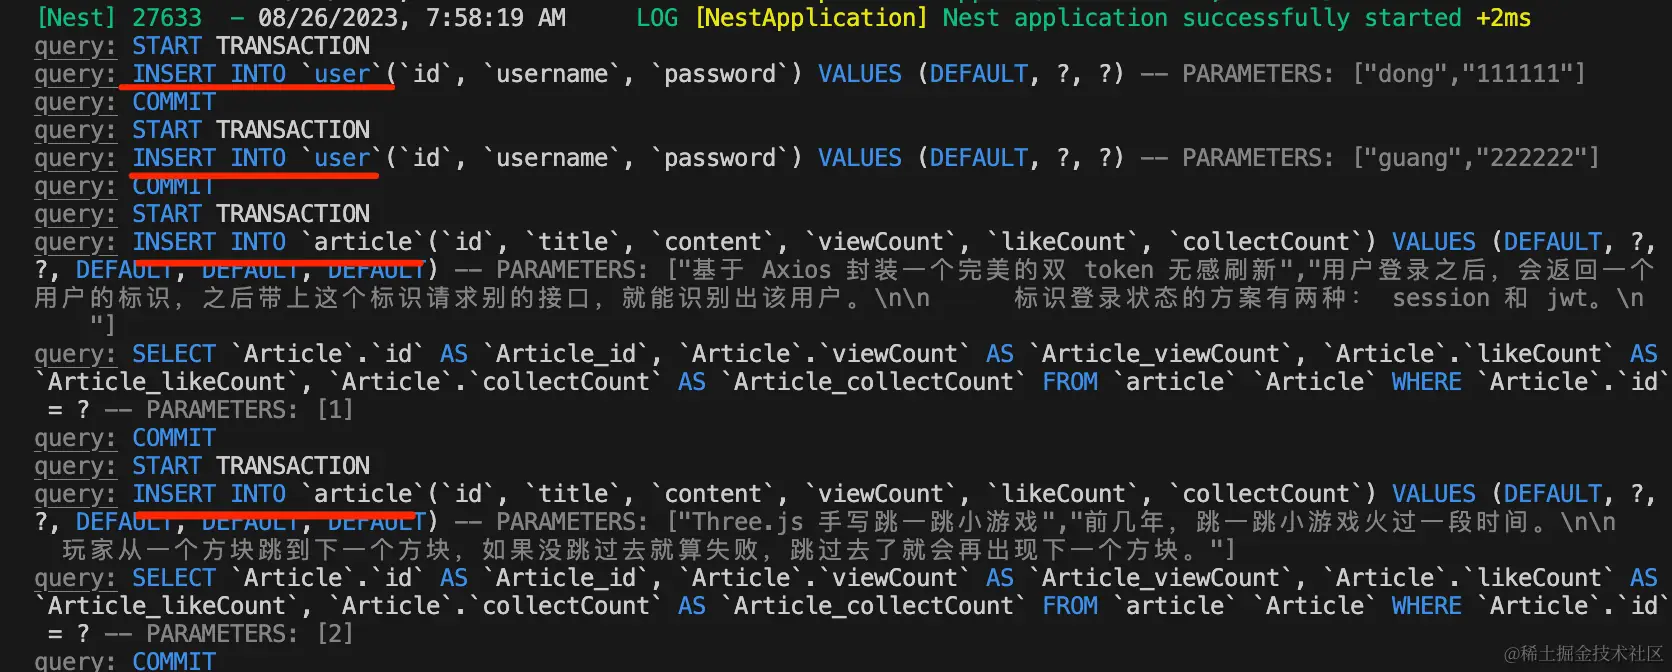 [Nest] 27633  - 08/26/2023, 7:58:19 AM     LOG [NestApplication] Nest application successfully started +2ms
query: START TRANSACTION
query: INSERT INTO `user`(`id`, `username`, `password`) VALUES (DEFAULT, ?, ?) -- PARAMETERS: ["dong","111111"]
query: COMMIT
query: START TRANSACTION
query: INSERT INTO `user`(`id`, `username`, `password`) VALUES (DEFAULT, ?, ?) -- PARAMETERS: ["guang","222222"]
query: COMMIT
query: START TRANSACTION
query: INSERT INTO `article`(`id`, `title`, `content`, `viewCount`, `likeCount`, `collectCount`) VALUES (DEFAULT, ?,
?, DEFAULT, DEFAULT, DEFAULT) -- PARAMETERS: ["基于 Axios 封装一个完美的双 token 无感刷新","用户登录之后，会返回一个
用户的标识，之后带上这个标识请求别的接口，就能识别出该用户。\n\n      标识登录状态的方案有两种： session 和 jwt。\n
    "]
query: SELECT `Article`.`id` AS `Article_id`, `Article`.`viewCount` AS `Article_viewCount`, `Article`.`likeCount` AS
`Article_likeCount`, `Article`.`collectCount` AS `Article_collectCount` FROM `article` `Article` WHERE `Article`.`id`
 = ? -- PARAMETERS: [1]
query: COMMIT
query: START TRANSACTION
query: INSERT INTO `article`(`id`, `title`, `content`, `viewCount`, `likeCount`, `collectCount`) VALUES (DEFAULT, ?,
?, DEFAULT, DEFAULT, DEFAULT) -- PARAMETERS: ["Three.js 手写跳一跳小游戏","前几年，跳一跳小游戏火过一段时间。\n\n
  玩家从一个方块跳到下一个方块，如果没跳过去就算失败，跳过去了就会再出现下一个方块。"]
query: SELECT `Article`.`id` AS `Article_id`, `Article`.`viewCount` AS `Article_viewCount`, `Article`.`likeCount` AS
`Article_likeCount`, `Article`.`collectCount` AS `Article_collectCount` FROM `article` `Article` WHERE `Article`.`id`
 = ? -- PARAMETERS: [2]
query: COMMIT
@稀土掘金技术社区